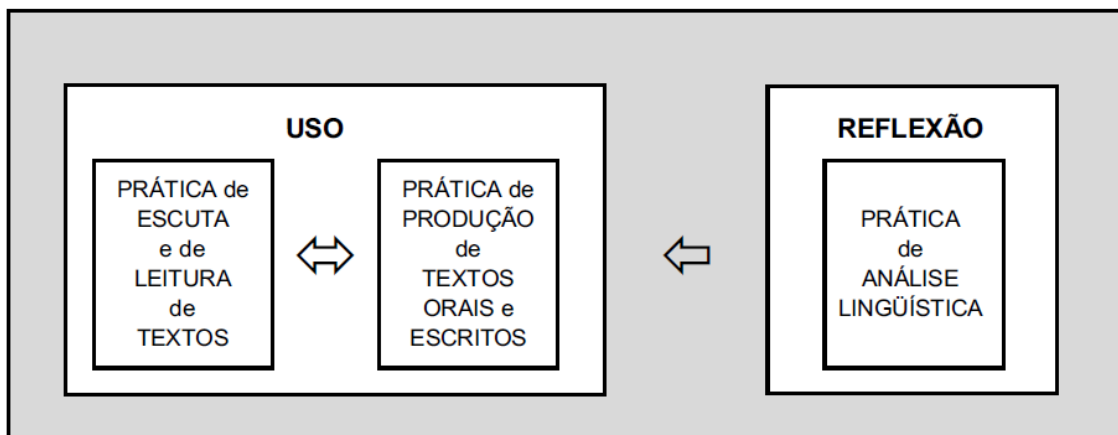 USO
PRÁTICA de
ESCUTA
e de
LEITURA
de
TEXTOS
PRÁTICA de
PRODUÇÃO
de
TEXTOS
ORAIS e
ESCRITOS
REFLEXÃO
PRÁTICA
de
ANÁLISE
LINGÜÍSTICA